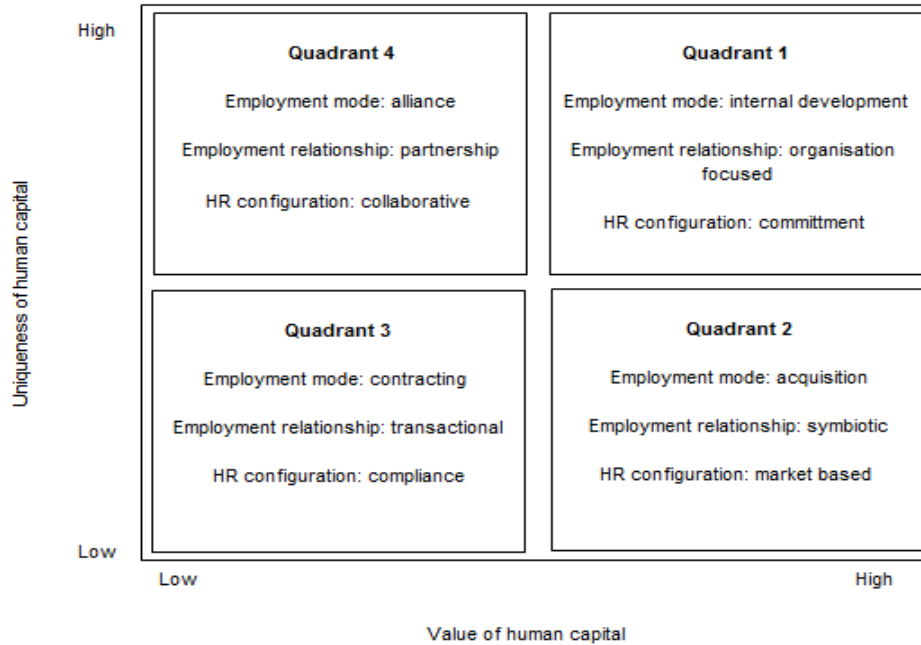 High
Quadrant 4
Employment mode: alliance
Employment relationship: partnership
HR configuration: collaborative
Quadrant 1
Employment mode: internal development
Employment relationship: organisation
focused
HR configuration: committment
Uniqueness of human capital
Quadrant 3
Employment mode: contracting
Employment relationship: transactional
HR configuration: compliance
Quadrant 2
Employment mode: acquisition
Employment relationship: symbiotic
HR configuration: market based
Low
Low
High
Value of human capital